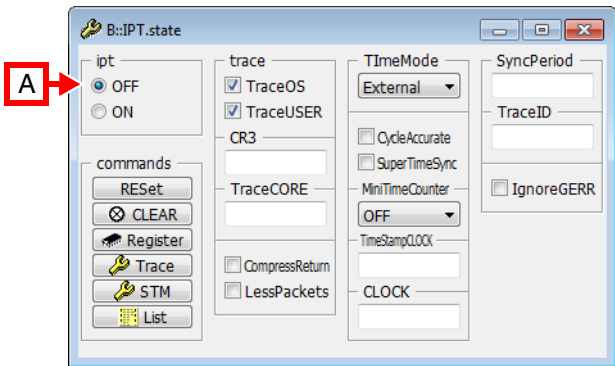 B::IPT.state
A
ipt
OFF
ON
commands
RESet
CLEAR
Register
Trace
STM
List
trace
TraceOS
TraceUSER
CR3
TraceCORE
CompressReturn
LessPackets
TImeMode
External
CycleAccurate
SuperTimeSync
MiniTimeCounter
OFF
TimeStampCLOCK
CLOCK
SyncPeriod
TraceID
IgnoreGERR